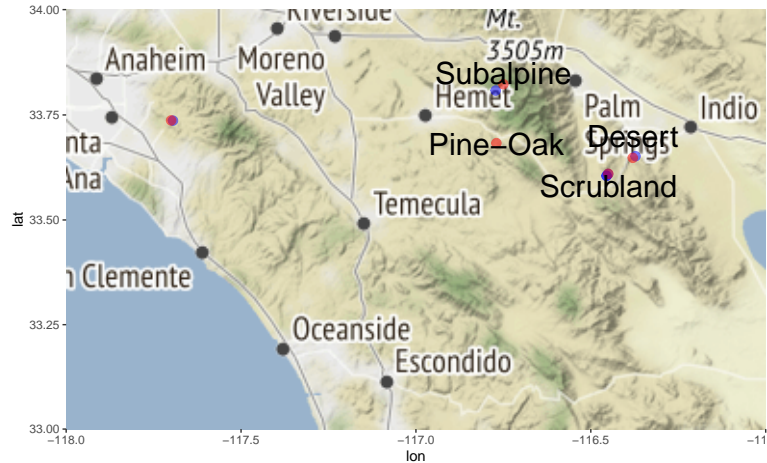 34.00
Riverside
Mt.
3505m
Anaheim
Moreno
Valley
Subalpine
Hemet
Palm
Springs
Indio
33.75
nta
Ana
Pine−Oak
Desert
Scrubland
33.50
Temecula
n Clemente
33.25
Oceanside
Escondido
33.00
−118.0
−117.5
−117.0
−116.5
−11
lon
lat